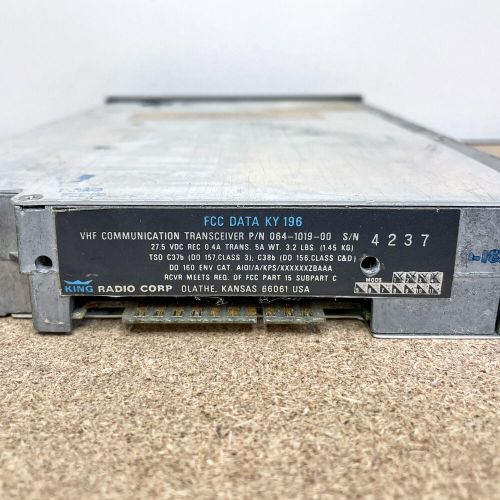 FCC DATA KY 196
VHF COMMUNICATION TRANSCEIVER P/N 064-1019-00 S/N 4237
27.5 VDC REC 0.4A TRANS. 5A WT. 3.2 LBS. (1.45 KG)
TSO C37b (DO 157,CLASS 3); C38b (DO 156,CLASS C&D)
DO 160 ENV CAT. AIDI/A/KPS/XXXXXXZBAAA
RCVR MEETS REQ. OF FCC PART 15 SUBPART C
MODE
KING RADIO CORP OLATHE, KANSAS 66061 USA